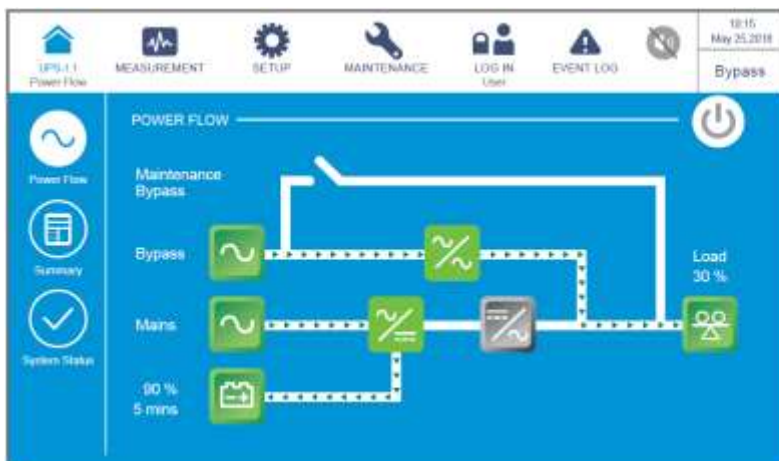 UPS-1.1
Power Flow
MEASUREMENT
SETUP
MAINTENANCE
LOG IN
User
EVENT LOG
18:15
May 25,2018
Bypass
POWER FLOW
Power Flow
Summary
System Status
Maintenance
Bypass
Bypass
Mains
90 %
5 mins
Load
30 %